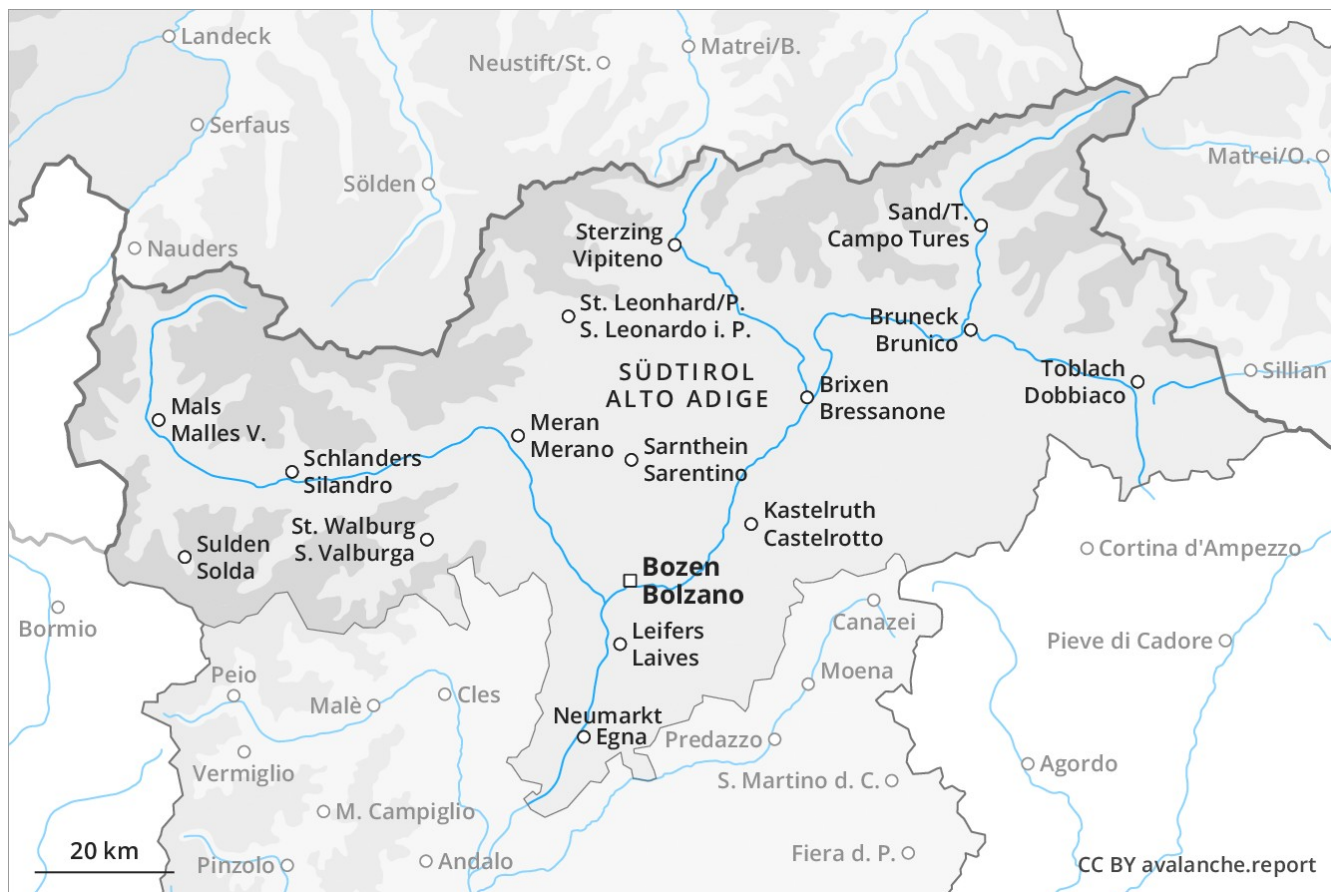 Landeck
Matrei/B.
Neustift/St.
Serfaus
Matrei/O.
Sölden
Sand/T.
Campo Tures
Sterzing
Vipiteno
Nauders
St. Leonhard/P.
S. Leonardo i. P.
Bruneck
Brunico
SÜDTIROL
ALTO ADIGE
Toblach
Dobbiaco
Sillian
Brixen
Bressanone
Mals
Malles V.
Meran
Merano
Sarnthein
Sarentino
Schlanders
Silandro
Kastelruth
Castelrotto
St. Walburg
S. Valburga
Sulden
Solda
Cortina d'Ampezzo
Bozen
Bolzano
Bormio
Canazei
Leifers
Laives
Pieve di Cadore
Peio
Moena
Malè
Cles
Neumarkt
Egna
Predazzo
Vermiglio
Agordo
S. Martino d. C.
M. Campiglio
20 km
Pinzolo
Andalo
Fiera d. P.
CC BY avalanche.report